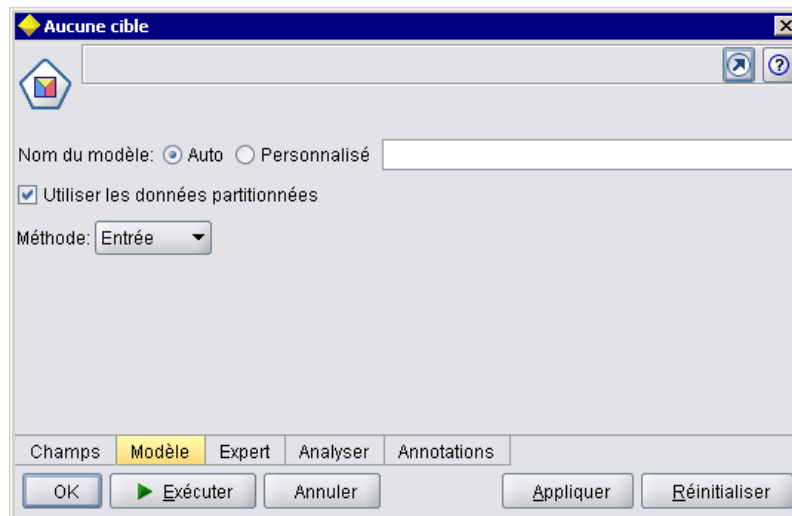 Aucune cible
Nom du modèle: Auto Personnalisé
Utiliser les données partitionnées
Méthode: Entrée
Champs Modèle Expert Analyser Annotations
OK Exécuter Annuler Appliquer Réinitialiser